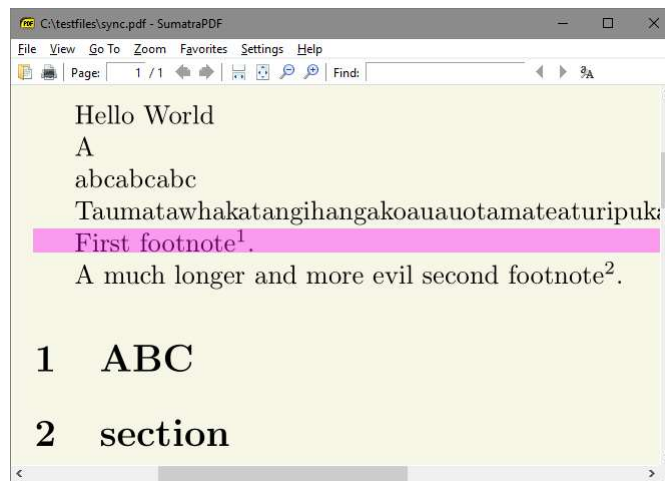 C:\testfiles\sync.pdf - SumatraPDF
File View Go To Zoom Favorites Settings Help
Page: 1 / 1 Find:
Hello World
A
abcabcabc
Taumatawhakatangihangakoauauotamateaturipuka
First footnote¹.
A much longer and more evil second footnote².
1 ABC
2 section